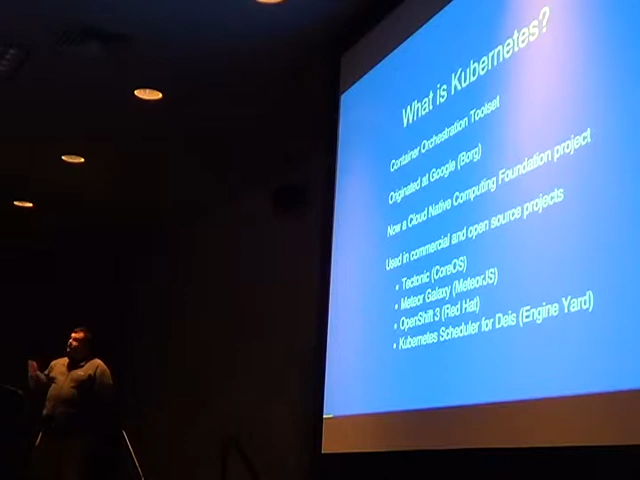 What is Kubernetes?
Container Orchestration Toolset
Originated at Google (Borg)
Now a Cloud Native Computing Foundation project
Used in commercial and open source projects
• Tectonic (CoreOS)
• Meteor Galaxy (MeteorJS)
• OpenShift 3 (Red Hat)
• Kubernetes Scheduler for Deis (Engine Yard)